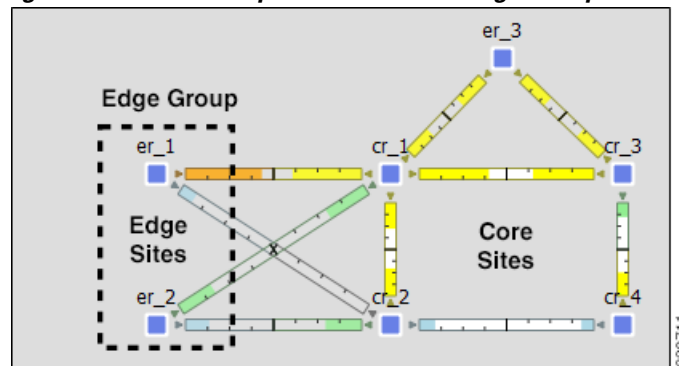 er_3
Edge Group
er_1
cr_1
cr_3
Edge
Sites
Core
Sites
er_2
cr_2
cr_4